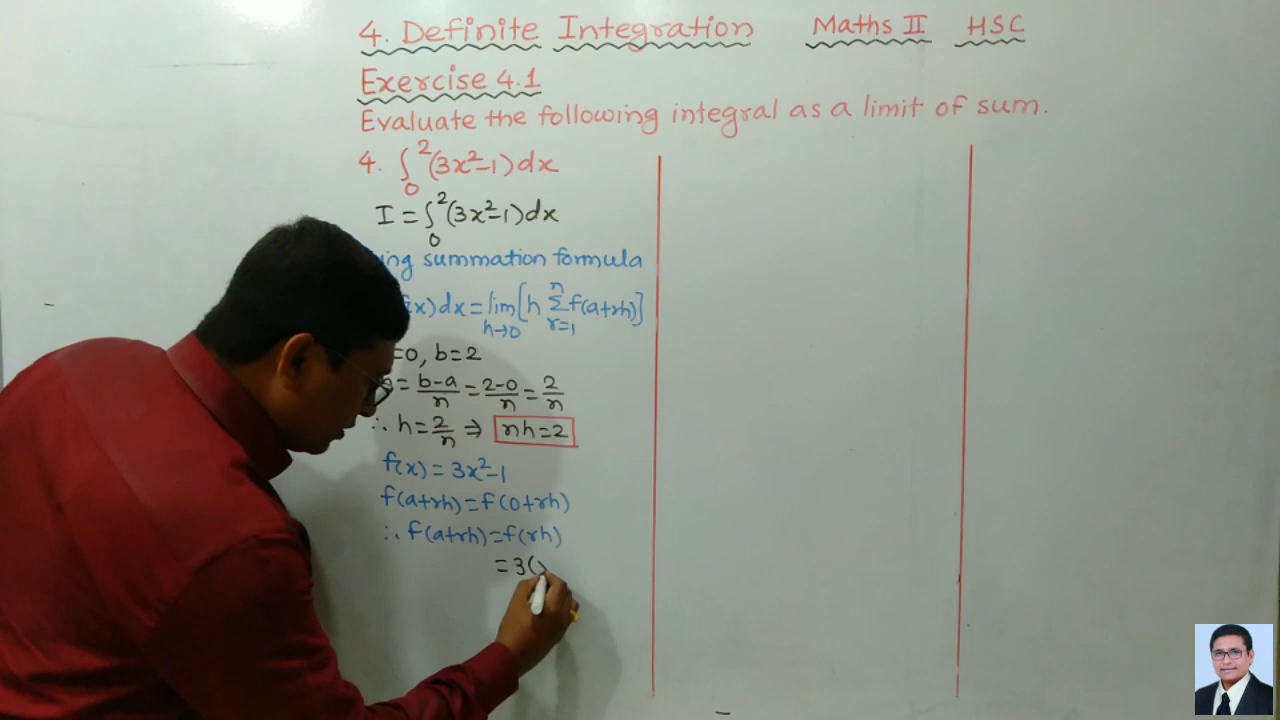 4. Definite Integration Maths II HSC
Exercise 4.1
Evaluate the following integral as a limit of sum.
4. ∫₀² (3x²-1) dx
I = ∫₀² (3x²-1) dx
summation formula
dx = lim h→0 [h Σ r=1 n f(a+rh)]
=0, b=2
= b-a/n = 2-0/n = 2/n
∴ h = 2/n ⇒ nh=2
f(x) = 3x²-1
f(a+rh) = f(0+rh)
∴ f(a+rh) = f(rh)
= 3(